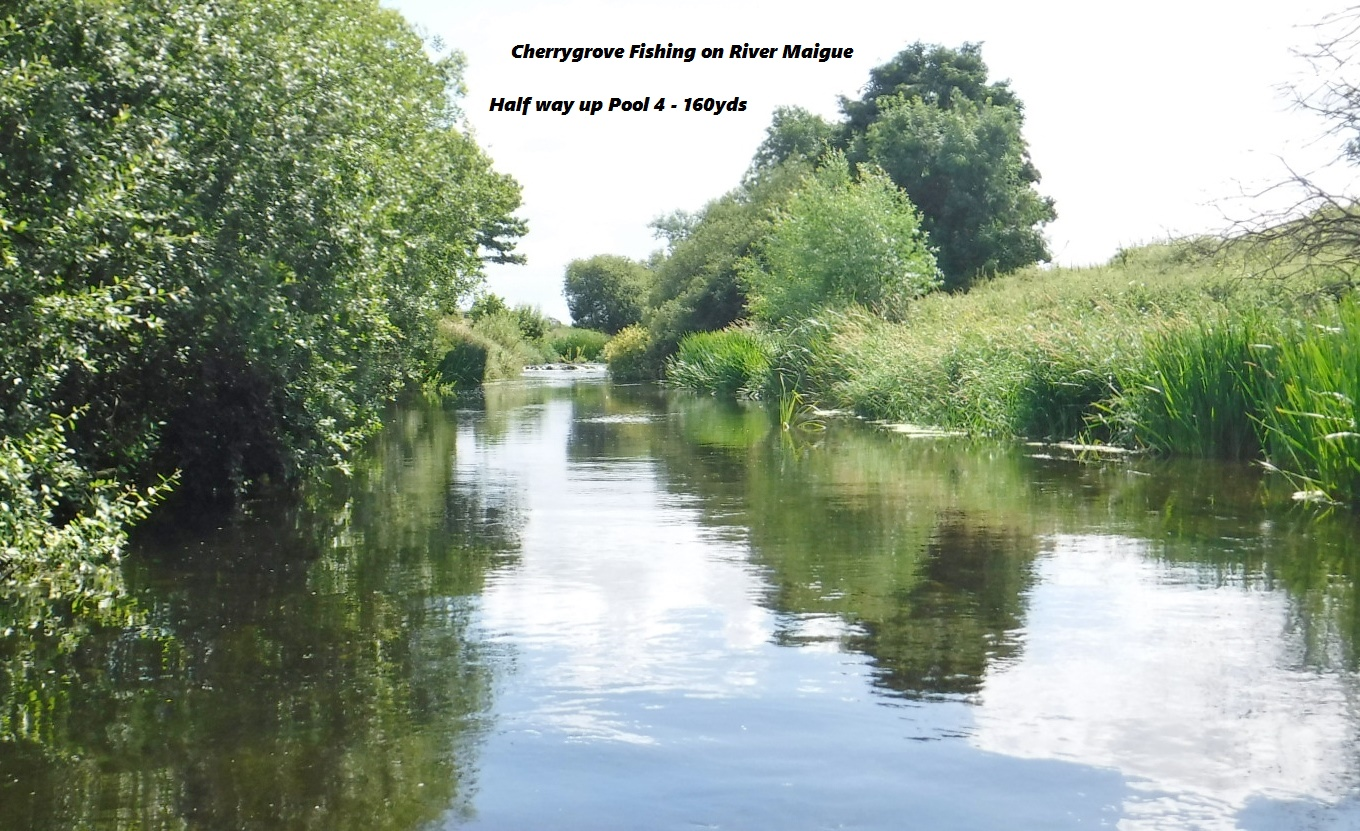 Cherrygrove Fishing on River Maigue
Half way up Pool 4 - 160yds